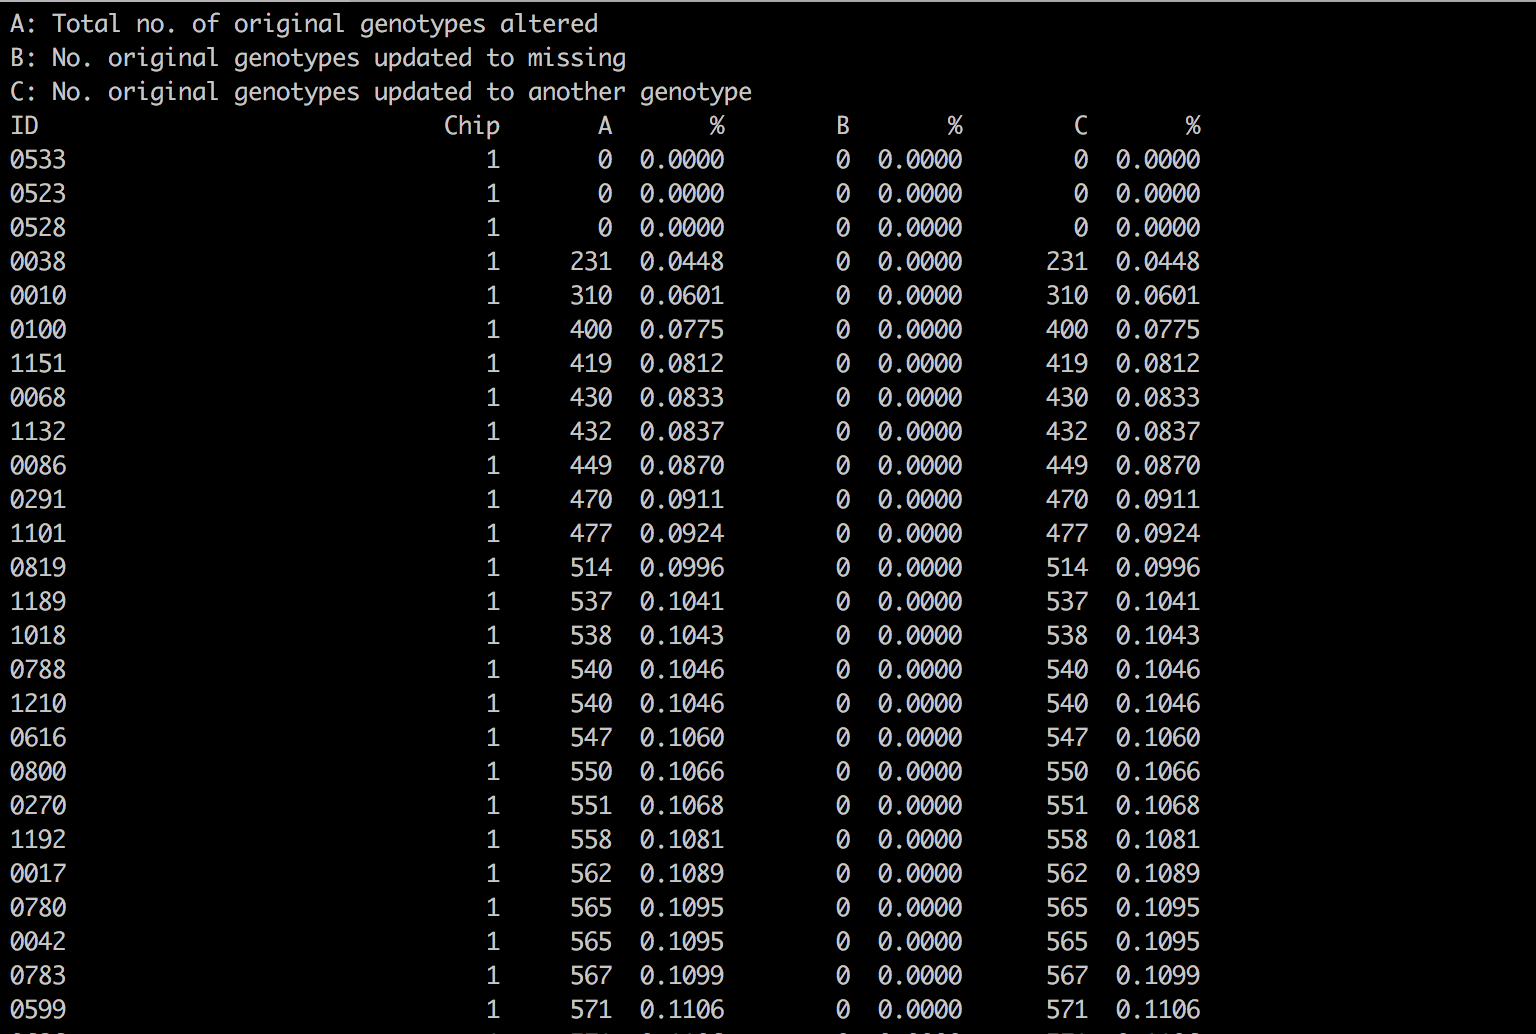 A: Total no. of original genotypes altered
B: No. original genotypes updated to missing
C: No. original genotypes updated to another genotype
ID Chip A % B % C %
0533 1 0 0.0000 0 0.0000 0 0.0000
0523 1 0 0.0000 0 0.0000 0 0.0000
0528 1 0 0.0000 0 0.0000 0 0.0000
0038 1 231 0.0448 0 0.0000 231 0.0448
0010 1 310 0.0601 0 0.0000 310 0.0601
0100 1 400 0.0775 0 0.0000 400 0.0775
1151 1 419 0.0812 0 0.0000 419 0.0812
0068 1 430 0.0833 0 0.0000 430 0.0833
1132 1 432 0.0837 0 0.0000 432 0.0837
0086 1 449 0.0870 0 0.0000 449 0.0870
0291 1 470 0.0911 0 0.0000 470 0.0911
1101 1 477 0.0924 0 0.0000 477 0.0924
0819 1 514 0.0996 0 0.0000 514 0.0996
1189 1 537 0.1041 0 0.0000 537 0.1041
1018 1 538 0.1043 0 0.0000 538 0.1043
0788 1 540 0.1046 0 0.0000 540 0.1046
1210 1 540 0.1046 0 0.0000 540 0.1046
0616 1 547 0.1060 0 0.0000 547 0.1060
0800 1 550 0.1066 0 0.0000 550 0.1066
0270 1 551 0.1068 0 0.0000 551 0.1068
1192 1 558 0.1081 0 0.0000 558 0.1081
0017 1 562 0.1089 0 0.0000 562 0.1089
0780 1 565 0.1095 0 0.0000 565 0.1095
0042 1 565 0.1095 0 0.0000 565 0.1095
0783 1 567 0.1099 0 0.0000 567 0.1099
0599 1 571 0.1106 0 0.0000 571 0.1106